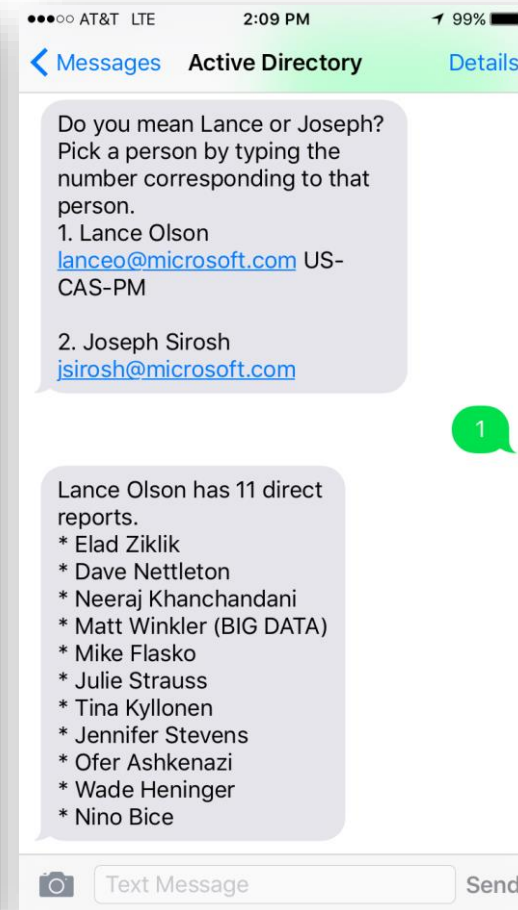 AT&T LTE 2:09 PM 99%
Messages Active Directory Details
Do you mean Lance or Joseph?
Pick a person by typing the
number corresponding to that
person.
1. Lance Olson
lanceo@microsoft.com US-
CAS-PM
2. Joseph Sirosh
jsirosh@microsoft.com
1
Lance Olson has 11 direct
reports.
* Elad Ziklik
* Dave Nettleton
* Neeraj Khanchandani
* Matt Winkler (BIG DATA)
* Mike Flasko
* Julie Strauss
* Tina Kyllonen
* Jennifer Stevens
* Ofer Ashkenazi
* Wade Heninger
* Nino Bice
Text Message Send